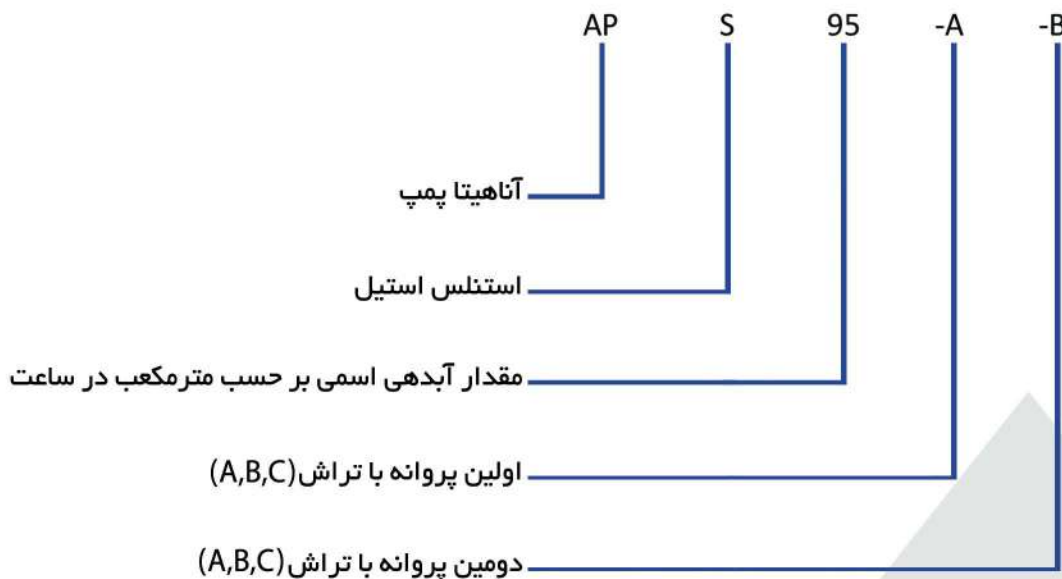 AP S 95 -A -B
آناهیتا پمپ
استنلس استیل
مقدار آبدهی اسمی بر حسب مترمکعب در ساعت
اولین پروانه با تراش (A,B,C)
دومین پروانه با تراش (A,B,C)